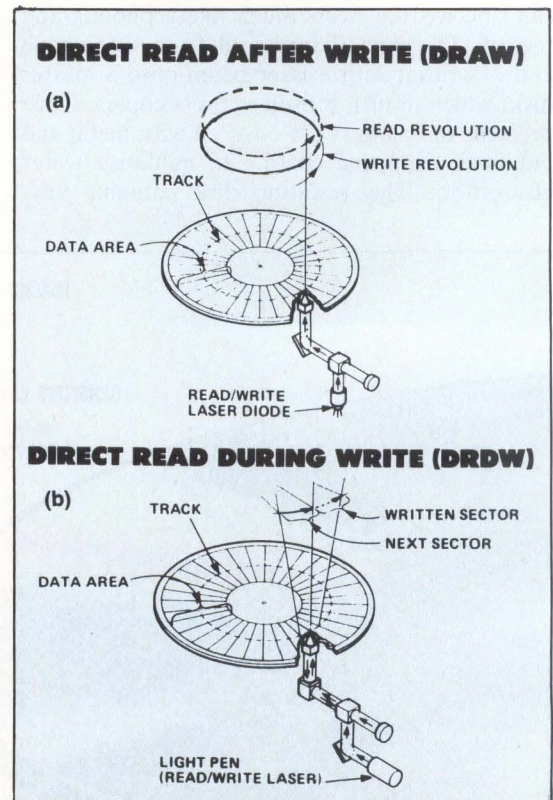 DIRECT READ AFTER WRITE (DRAW)
(a)
READ REVOLUTION
WRITE REVOLUTION
TRACK
DATA AREA
READ/WRITE
LASER DIODE
DIRECT READ DURING WRITE (DRDW)
(b)
TRACK
WRITTEN SECTOR
NEXT SECTOR
DATA AREA
LIGHT PEN
(READ/WRITE LASER)